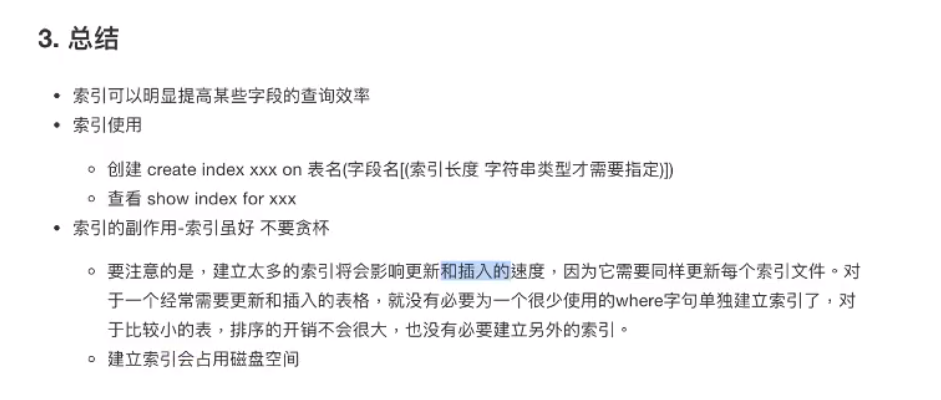 3. 总结
• 索引可以明显提高某些字段的查询效率
• 索引使用
◦ 创建 create index xxx on 表名(字段名[(索引长度 字符串类型才需要指定)])
◦ 查看 show index for xxx
• 索引的副作用-索引虽好 不要贪杯
◦ 要注意的是，建立太多的索引将会影响更新和插入的速度，因为它需要同样更新每个索引文件。对
于一个经常需要更新和插入的表格，就没有必要为一个很少使用的where字句单独建立索引了，对
于比较小的表，排序的开销不会很大，也没有必要建立另外的索引。
◦ 建立索引会占用磁盘空间